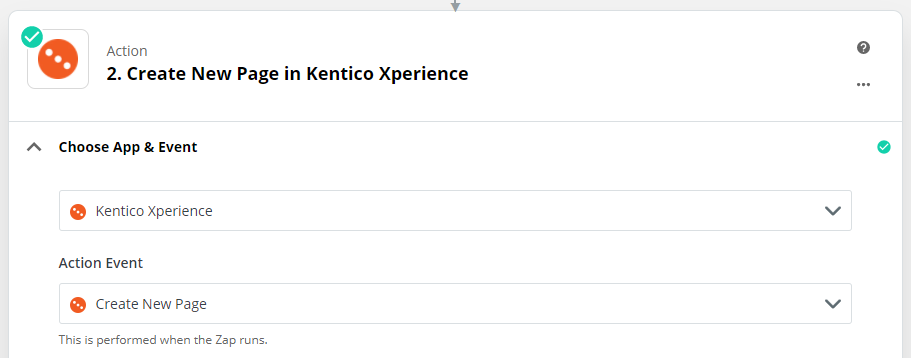 Action
2. Create New Page in Kentico Xperience
Choose App & Event
Kentico Xperience
Action Event
Create New Page
This is performed when the Zap runs.